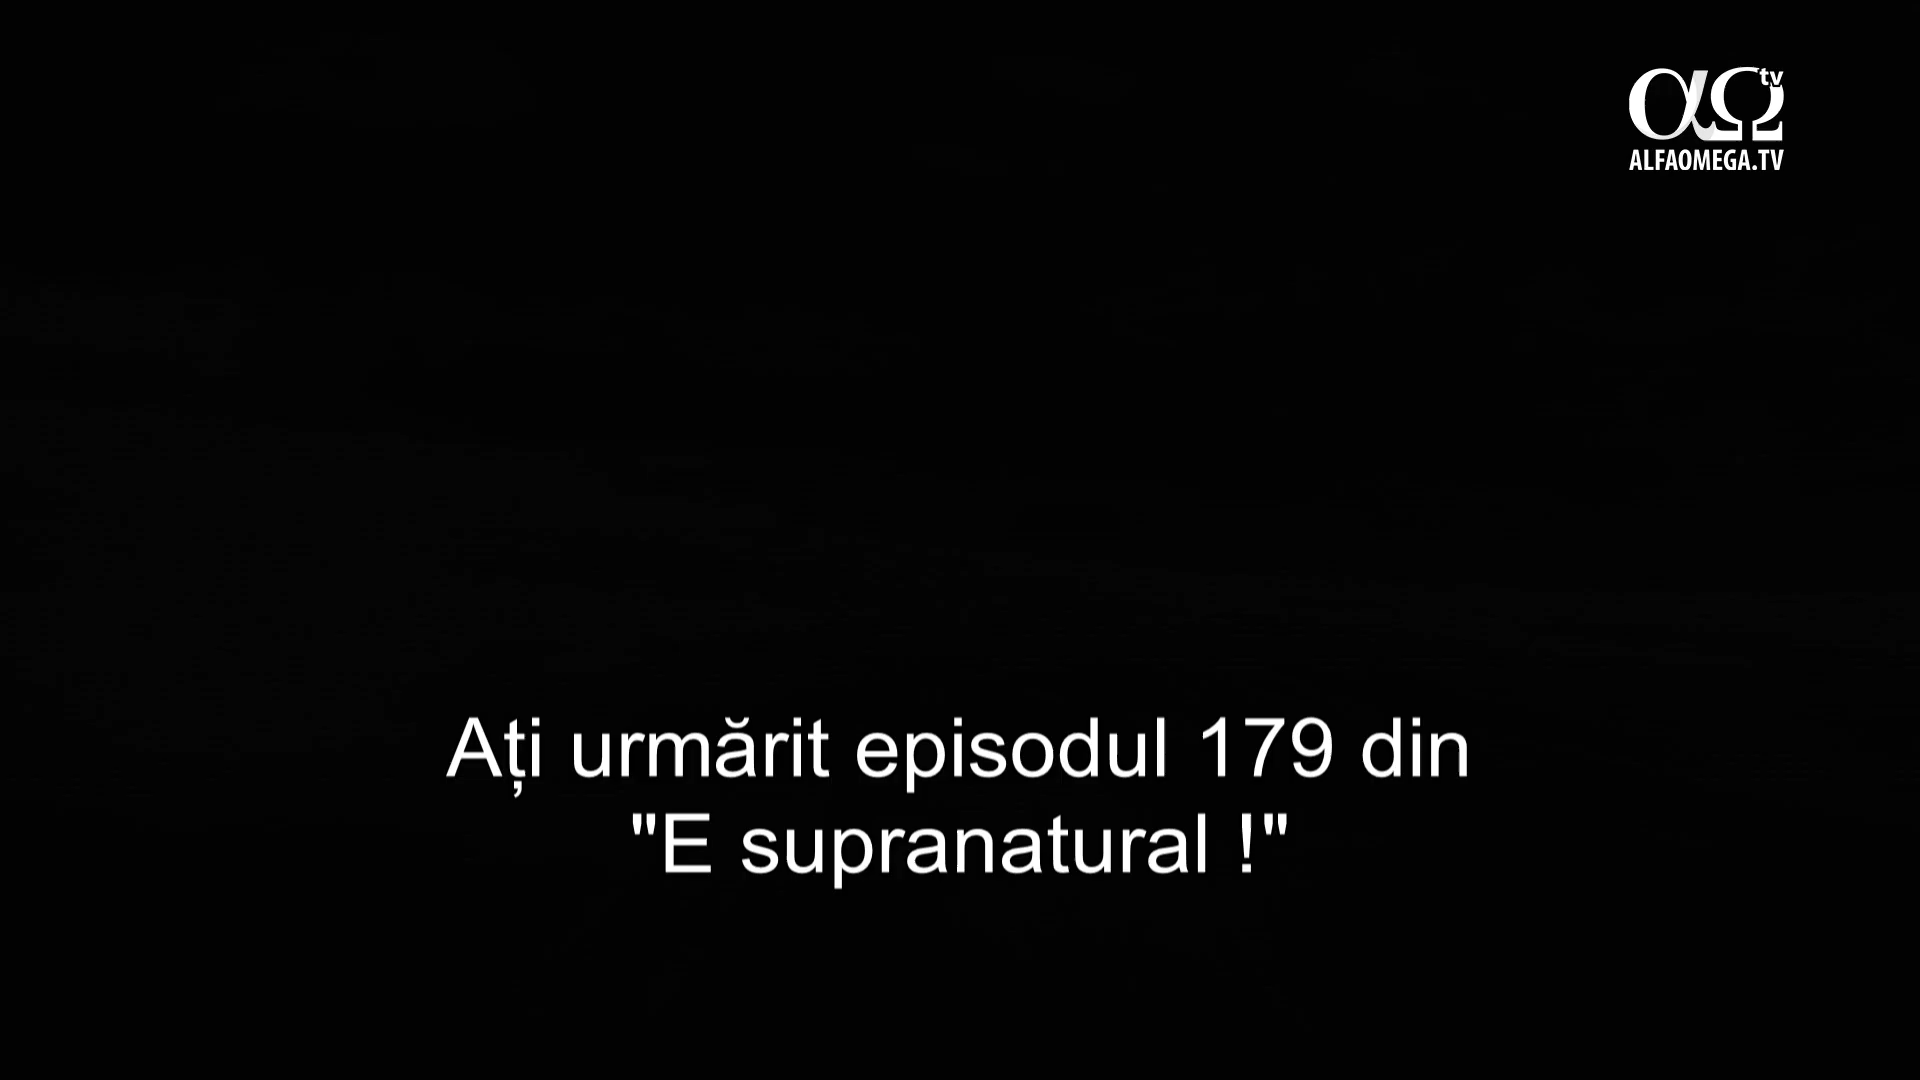 αΩ tv
ALFAOMEGA.TV
Ați urmărit episodul 179 din
"E supranatural !"